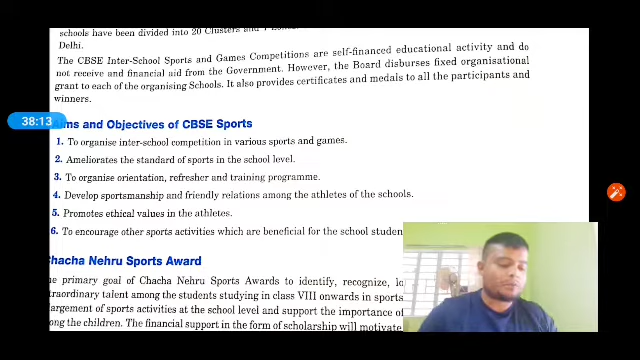 schools have been divided into 20 Clusters and
Delhi.
The CBSE Inter-School Sports and Games Competitions are self-financed educational activity and do
not receive and financial aid from the Government. However, the Board disburses fixed organisational
grant to each of the organising Schools. It also provides certificates and medals to all the participants and
winners.
38:13
ims and Objectives of CBSE Sports
1. To organise inter-school competition in various sports and games.
2. Ameliorates the standard of sports in the school level.
3. To organise orientation, refresher and training programme.
4. Develop sportsmanship and friendly relations among the athletes of the schools.
5. Promotes ethical values in the athletes.
6. To encourage other sports activities which are beneficial for the school studen
Chacha Nehru Sports Award
he primary goal of Chacha Nehru Sports Awards to identify, recognize, lo
traordinary talent among the students studying in class VIII onwards in sports
largement of sports activities at the school level and support the importance of
ong the children. The financial support in the form of scholarship will motivate